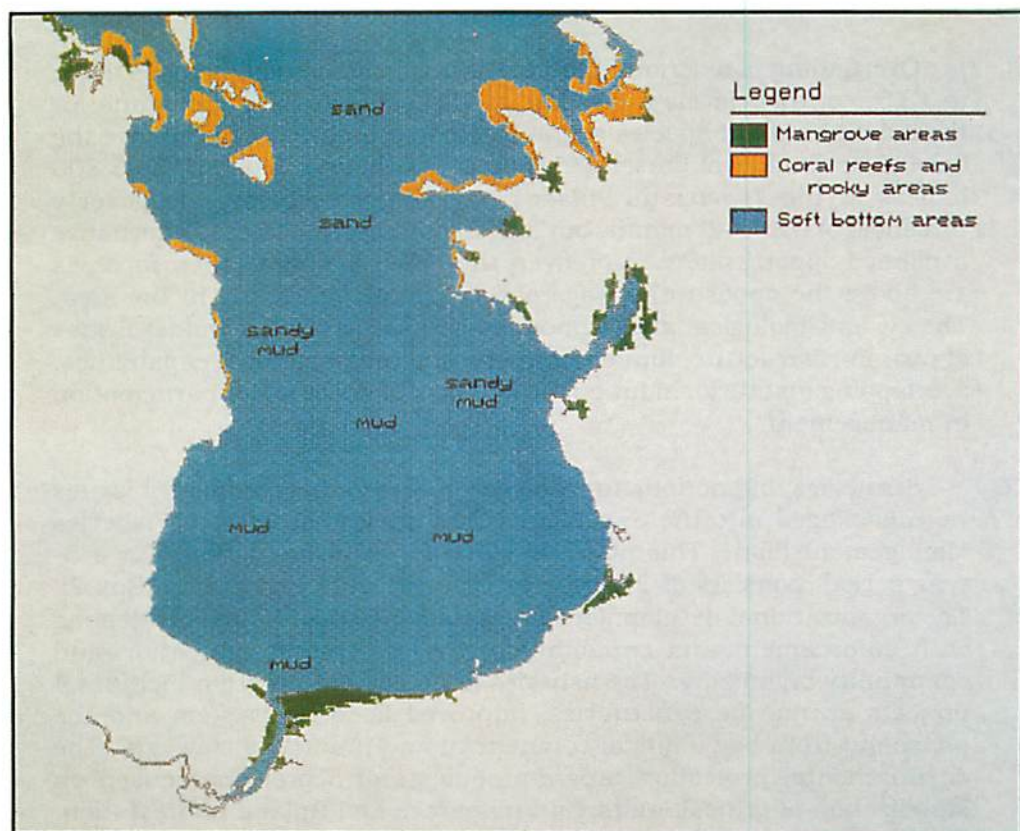 sand
Legend
Mangrove areas
Coral reefs and
rocky areas
Soft bottom areas
sand
sandy
mud
sandy
mud
mud
mud
mud
mud